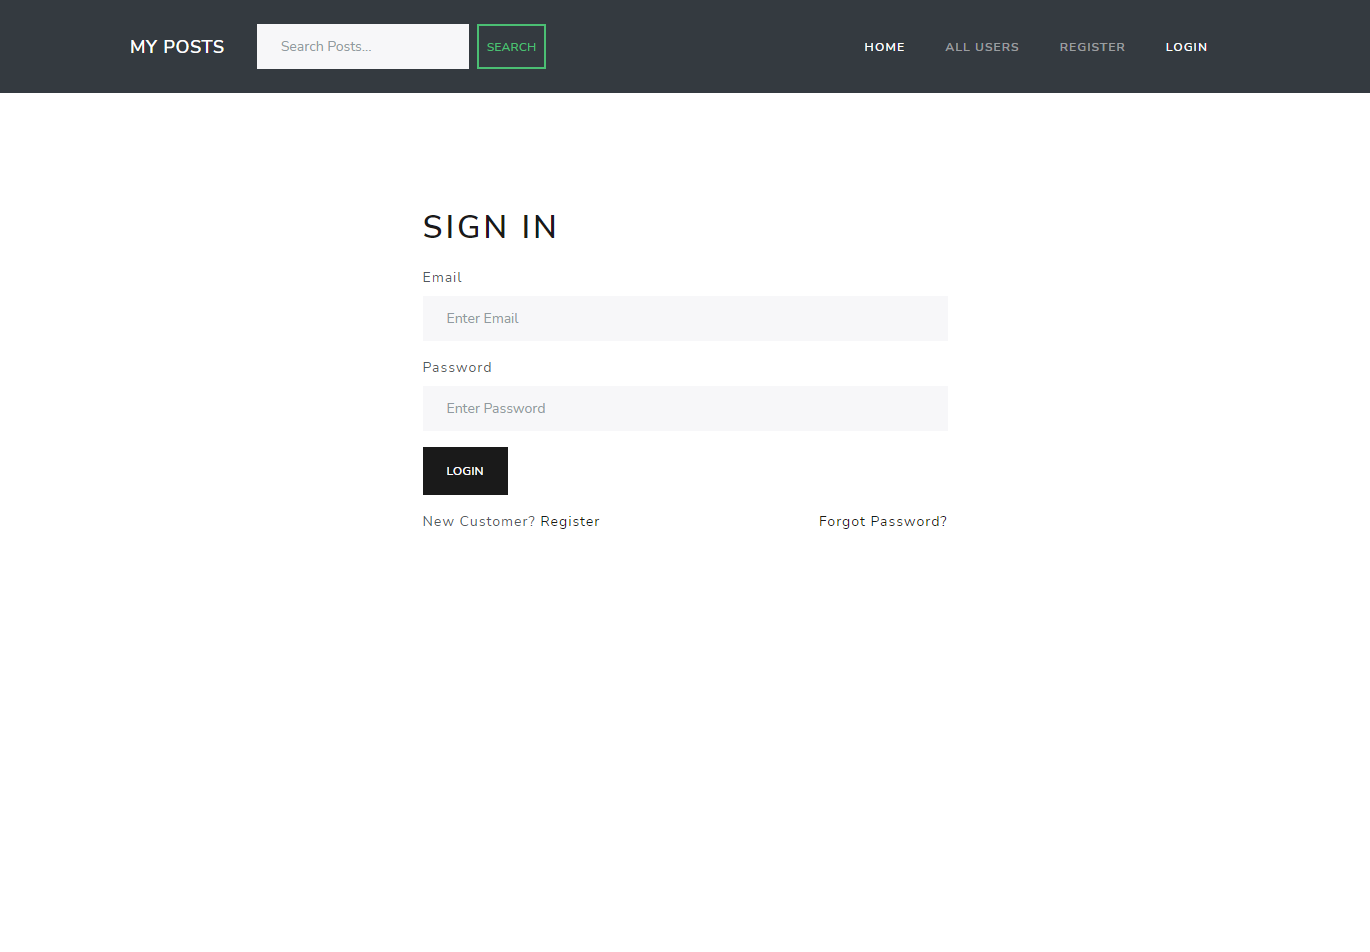 MY POSTS Search Posts... SEARCH HOME ALL USERS REGISTER LOGIN
SIGN IN
Email
Enter Email
Password
Enter Password
LOGIN
New Customer? Register Forgot Password?